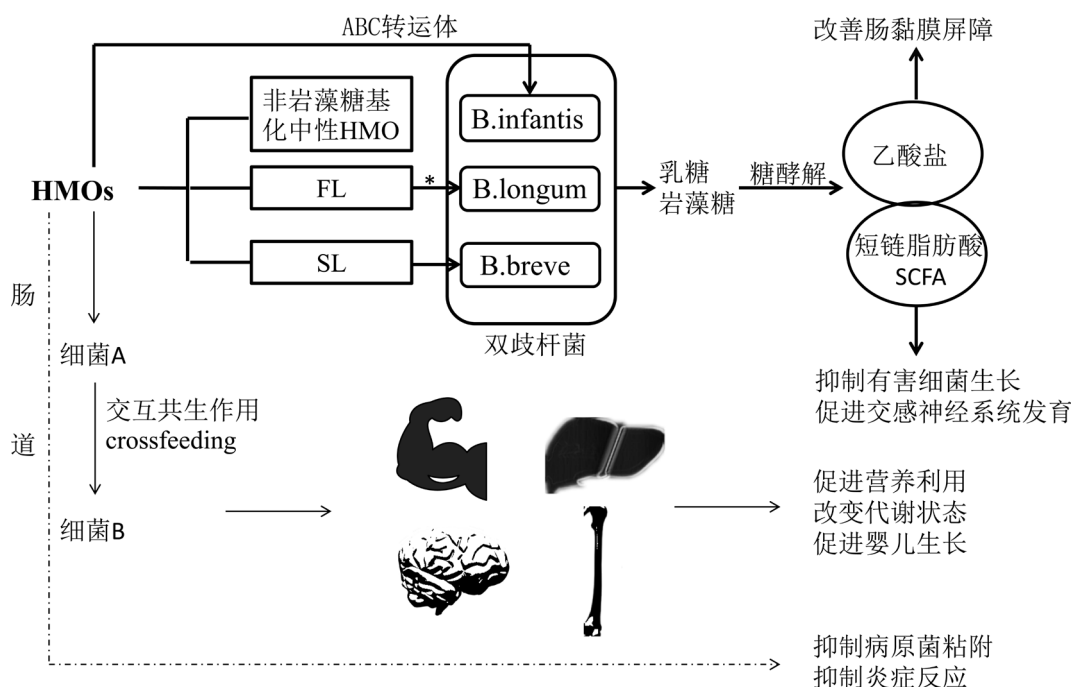 ABC转运体
改善肠黏膜屏障
非岩藻糖基
化中性HMO
B.infantis
乙酸盐
HMOs
FL
*
B.longum
乳糖
岩藻糖
糖酵解
SL
B.breve
短链脂肪酸
SCFA
双歧杆菌
肠
道
细菌A
交互共生作用
crossfeeding
细菌B
抑制有害细菌生长
促进交感神经系统发育
促进营养利用
改变代谢状态
促进婴儿生长
抑制病原菌粘附
抑制炎症反应